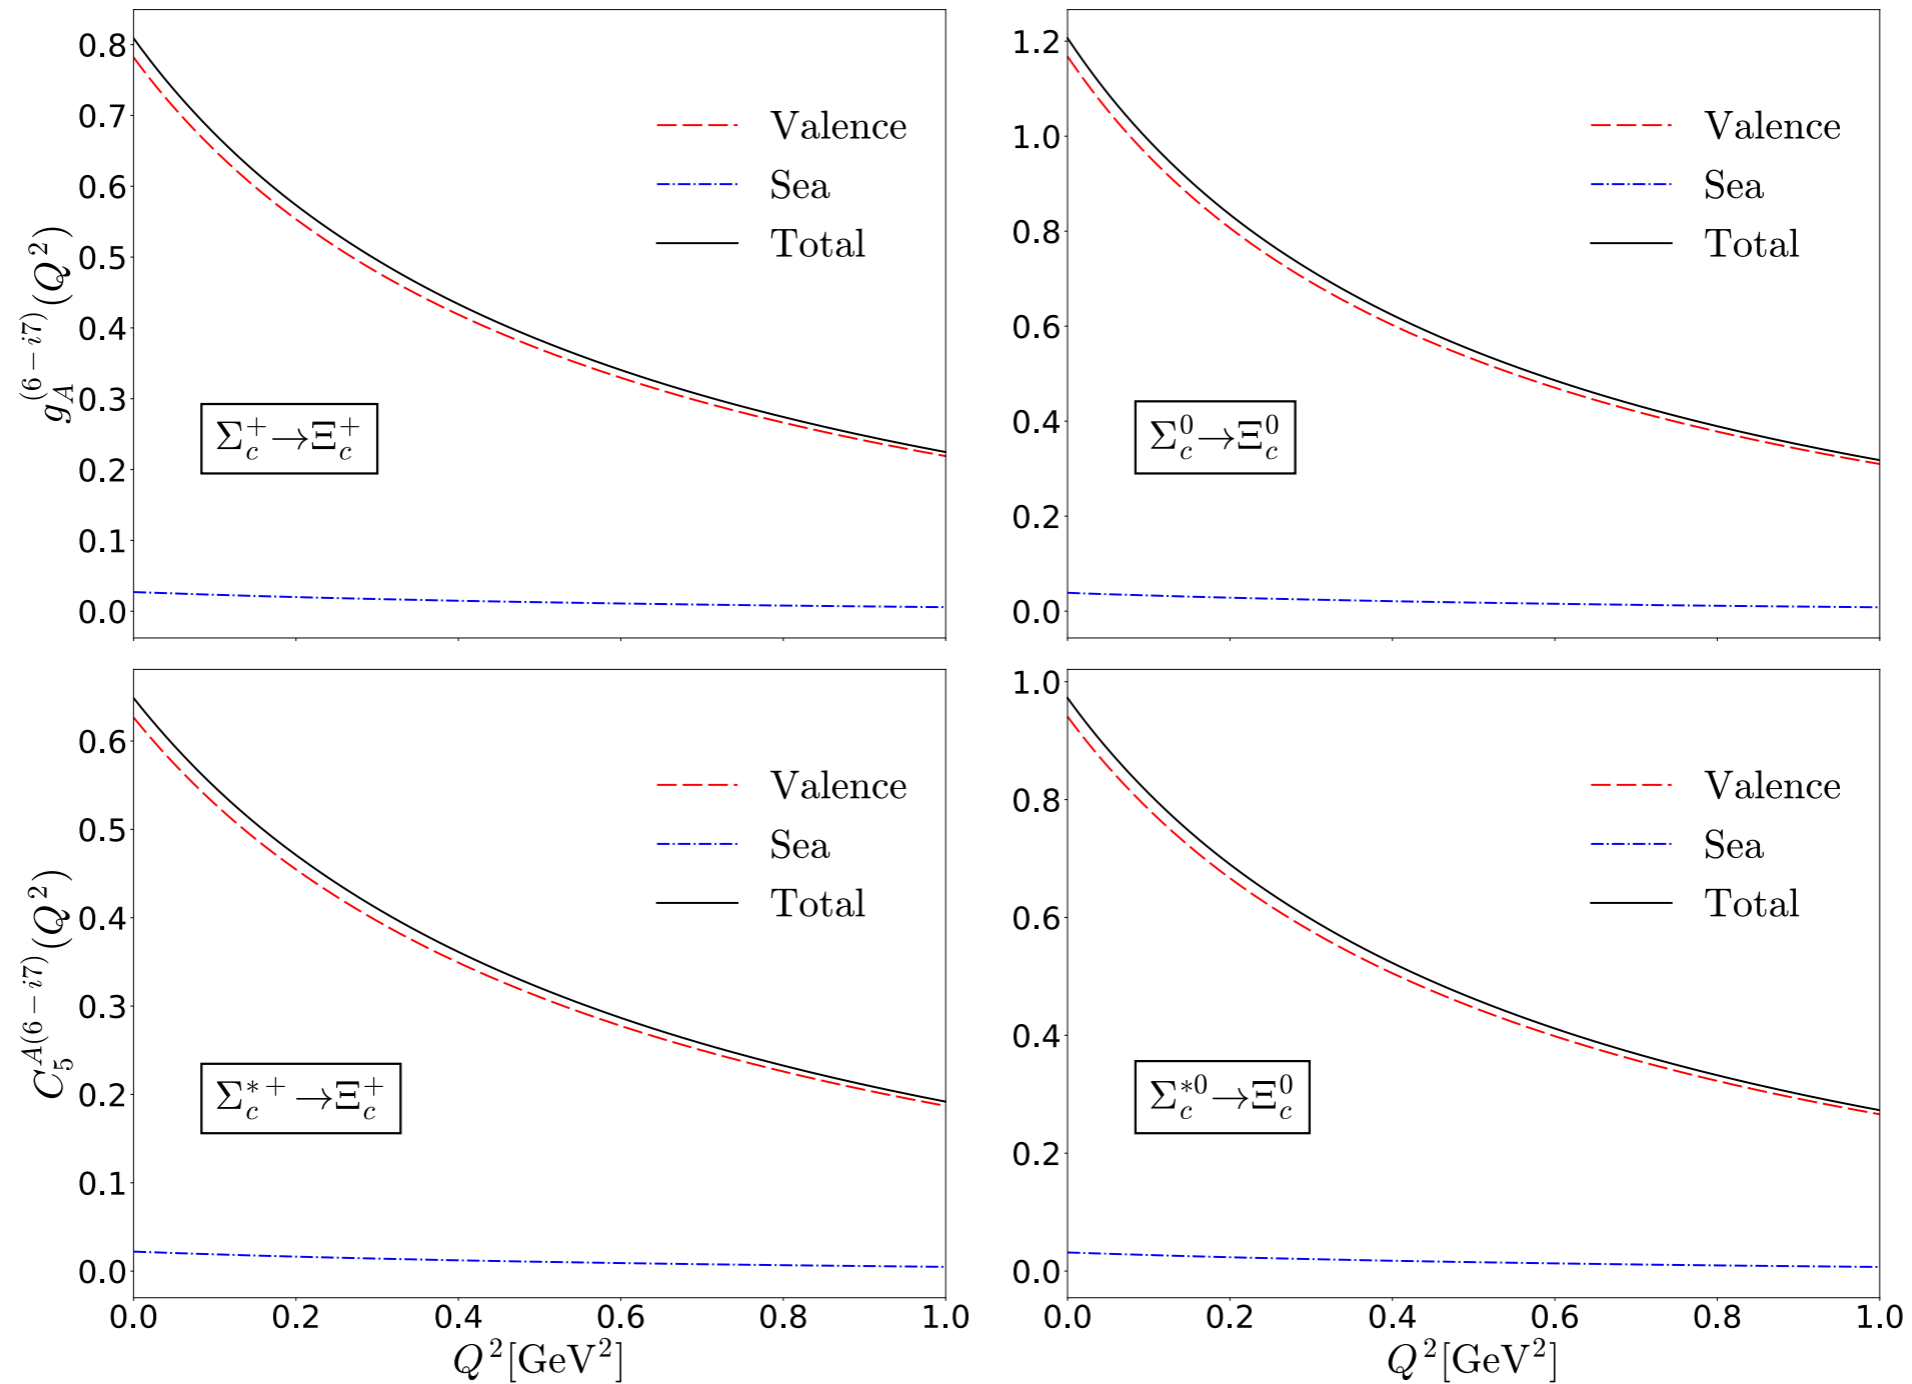 g_A^{(6-i7)}(Q^2)
0.8
0.7
0.6
0.5
0.4
0.3
0.2
0.1
0.0
Valence
Sea
Total
Σ_c^+→Ξ_c^+
1.2
1.0
0.8
0.6
0.4
0.2
0.0
Valence
Sea
Total
Σ_c^0→Ξ_c^0
C_5^{A(6-i7)}(Q^2)
0.6
0.5
0.4
0.3
0.2
0.1
0.0
Valence
Sea
Total
Σ_c^{*+}→Ξ_c^+
0.0 0.2 0.4 0.6 0.8 1.0
Q^2[GeV^2]
1.0
0.8
0.6
0.4
0.2
0.0
Valence
Sea
Total
Σ_c^{*0}→Ξ_c^0
0.0 0.2 0.4 0.6 0.8 1.0
Q^2[GeV^2]